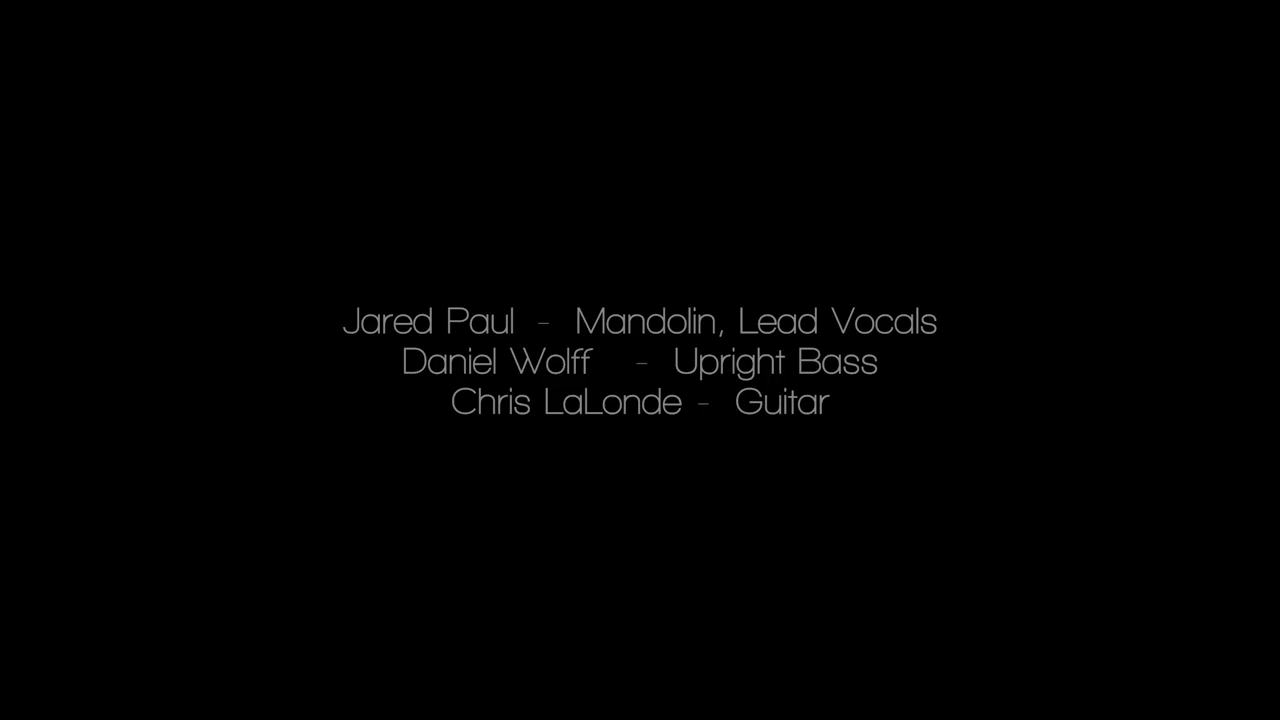 Jared Paul - Mandolin, Lead Vocals
Daniel Wolff - Upright Bass
Chris LaLonde - Guitar